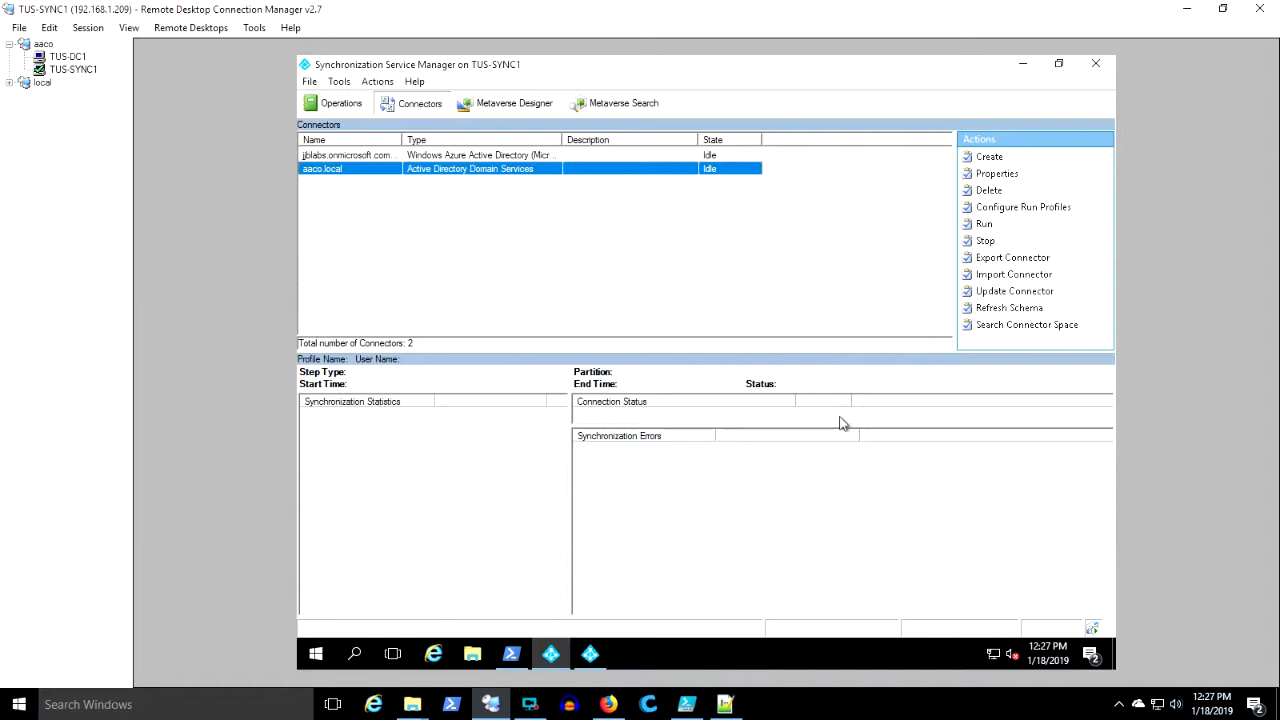 TUS-SYNC1 (192.168.1.209) - Remote Desktop Connection Manager v2.7
File Edit Session View Remote Desktops Tools Help
aaco
TUS-DC1
TUS-SYNC1
local
Synchronization Service Manager on TUS-SYNC1
File Tools Actions Help
Operations Connectors Metaverse Designer Metaverse Search
Connectors
Name Type Description State
jjblabs.onmicrosoft.com... Windows Azure Active Directory (Micr... Idle
aaco.local Active Directory Domain Services Idle
Total number of Connectors: 2
Actions
Create
Properties
Delete
Configure Run Profiles
Run
Stop
Export Connector
Import Connector
Update Connector
Refresh Schema
Search Connector Space
Profile Name: User Name:
Step Type: Partition:
Start Time: End Time: Status:
Synchronization Statistics
Connection Status
Synchronization Errors
12:27 PM
1/18/2019
2
Search Windows
12:27 PM
1/18/2019
2